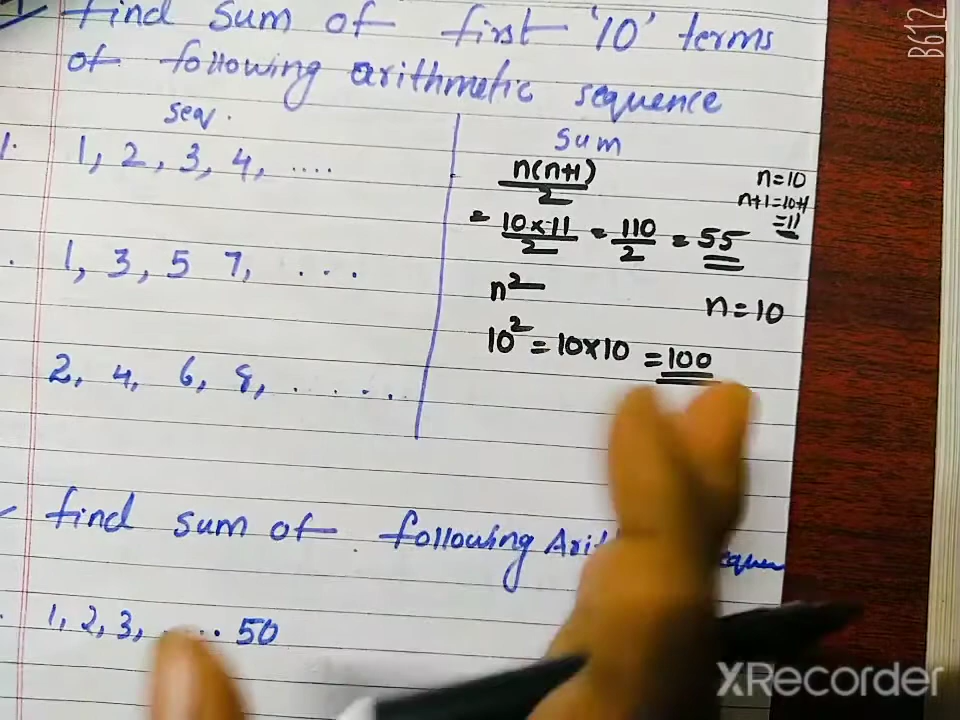 find sum of first '10' terms
of following arithmetic sequence
seq.
sum
1. 1, 2, 3, 4, ....
n(n+1)
2
n=10
n+1=10+1
=11
= 10×11 = 110 = 55
2 2
1, 3, 5 7, ...
n²
n=10
10² = 10×10 = 100
2, 4, 6, 8, .....
find sum of following
1, 2, 3, .... 50
B612
XRecorder